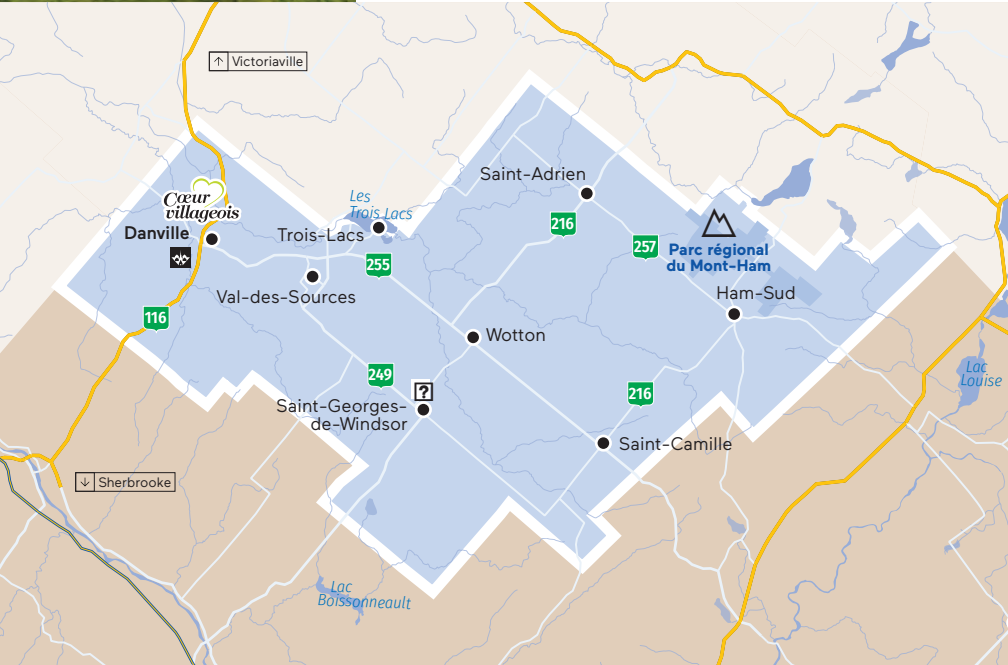 ↑ Victoriaville
Saint-Adrien
Cœur
villageois
Les
Trois Lacs
Danville
Trois-Lacs
216
257
Parc régional
du Mont-Ham
255
Val-des-Sources
Ham-Sud
116
Wotton
249
?
216
Lac
Louise
Saint-Georges-
de-Windsor
Saint-Camille
↓ Sherbrooke
Lac
Boissonneault